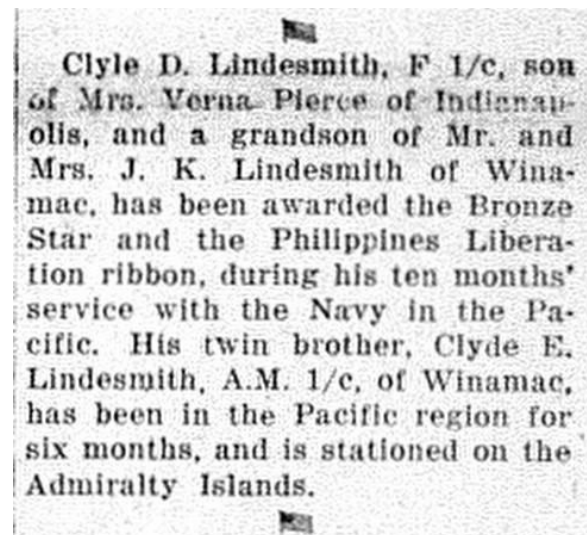 Clyle D. Lindesmith, F 1/c, son
of Mrs. Verna Pierce of Indianap-
olis, and a grandson of Mr. and
Mrs. J. K. Lindesmith of Wina-
mac, has been awarded the Bronze
Star and the Philippines Libera-
tion ribbon, during his ten months'
service with the Navy in the Pa-
cific. His twin brother, Clyde E.
Lindesmith, A.M. 1/c, of Winamac,
has been in the Pacific region for
six months, and is stationed on the
Admiralty Islands.